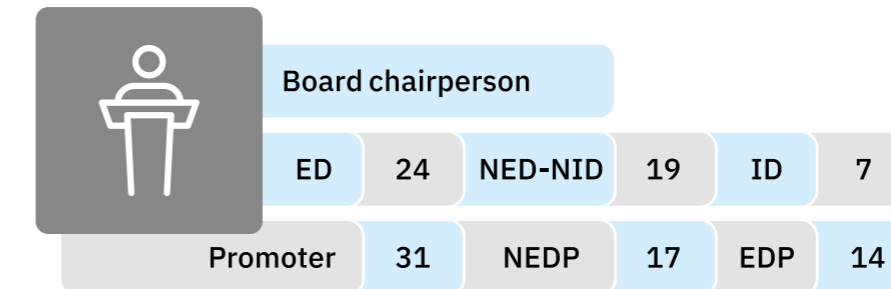 Board chairperson
ED 24 NED-NID 19 ID 7
Promoter 31 NEDP 17 EDP 14